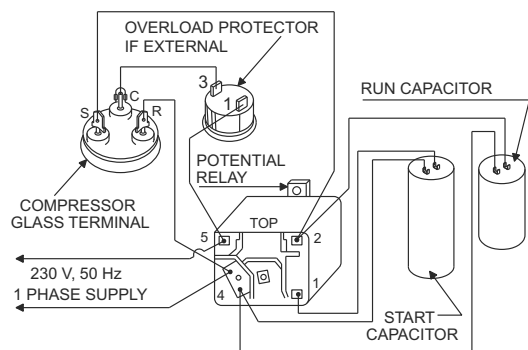 OVERLOAD PROTECTOR
IF EXTERNAL
3
C
S
R
1
RUN CAPACITOR
POTENTIAL
RELAY
COMPRESSOR
GLASS TERMINAL
TOP
5
2
230 V, 50 Hz
1 PHASE SUPPLY
4
1
START
CAPACITOR